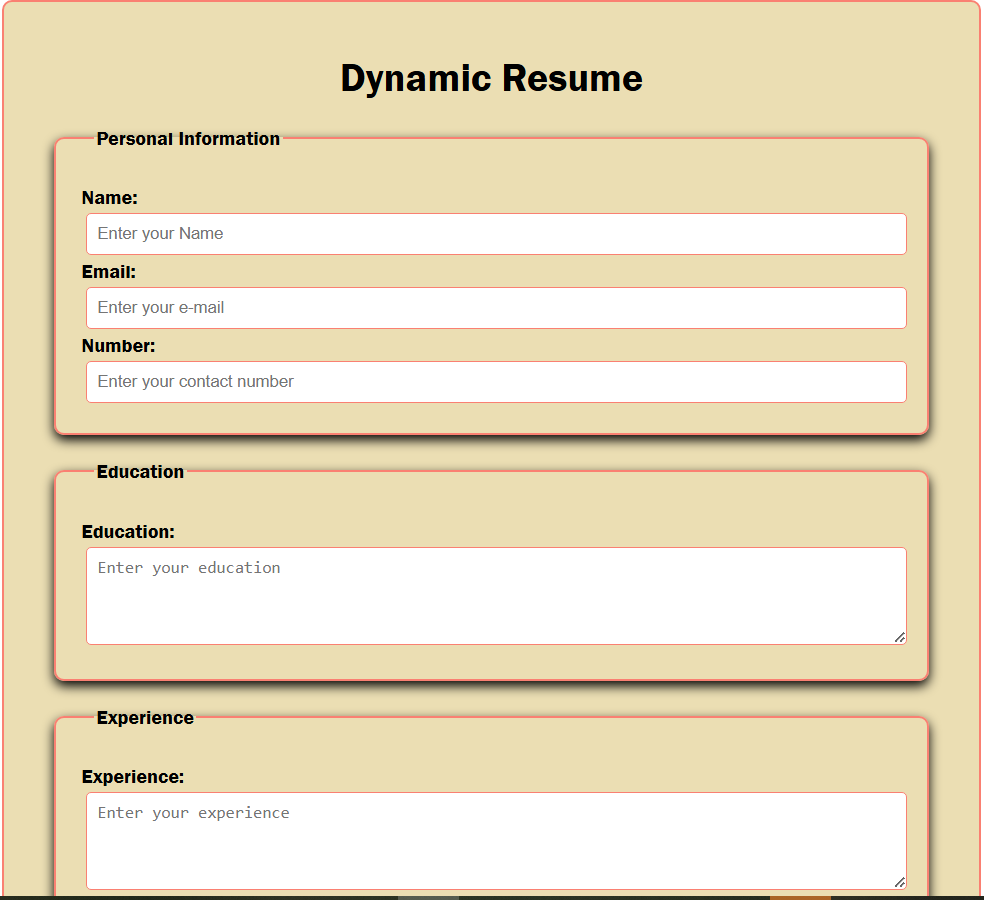 Dynamic Resume
Personal Information
Name:
Enter your Name
Email:
Enter your e-mail
Number:
Enter your contact number
Education
Education:
Enter your education
Experience
Experience:
Enter your experience